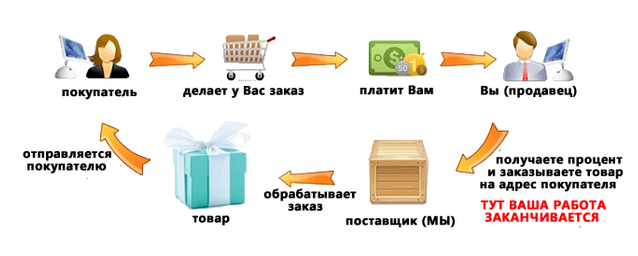 покупатель
делает у Вас заказ
платит Вам
Вы (продавец)
получаете процент
и заказываете товар
на адрес покупателя
ТУТ ВАША РАБОТА
ЗАКАНЧИВАЕТСЯ
поставщик (МЫ)
обрабатывает
заказ
товар
отправляется
покупателю